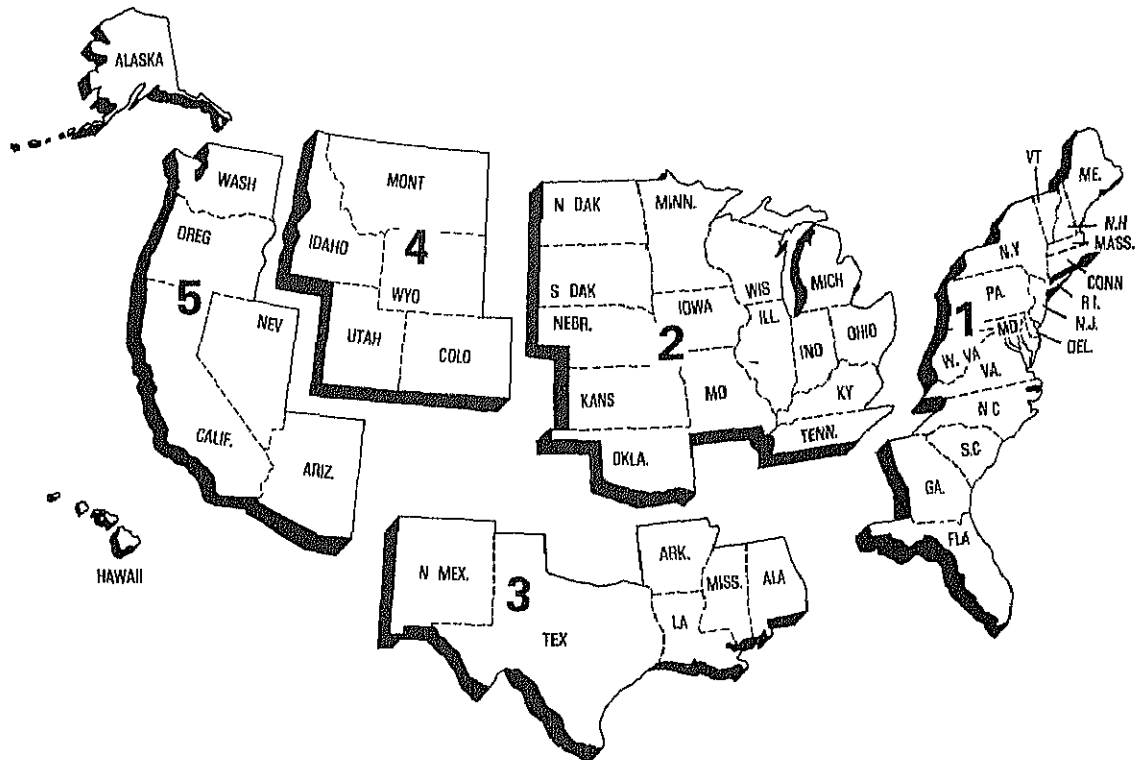 ALASKA
WASH
OREG
5
NEV
CALIF.
ARIZ.
HAWAII
MONT
IDAHO
4
WYO
UTAH
COLO
N DAK
MINN.
S DAK
WIS
MICH
NEBR.
IOWA
2
ILL.
IND
OHIO
KANS
MO
KY
TENN.
OKLA.
N MEX.
3
TEX
ARK.
LA
MISS.
ALA
VT
ME.
N.H
MASS.
N.Y
CONN
R I.
PA.
N.J.
1
MD.
DEL.
W. VA
VA.
N C
S.C
GA.
FLA